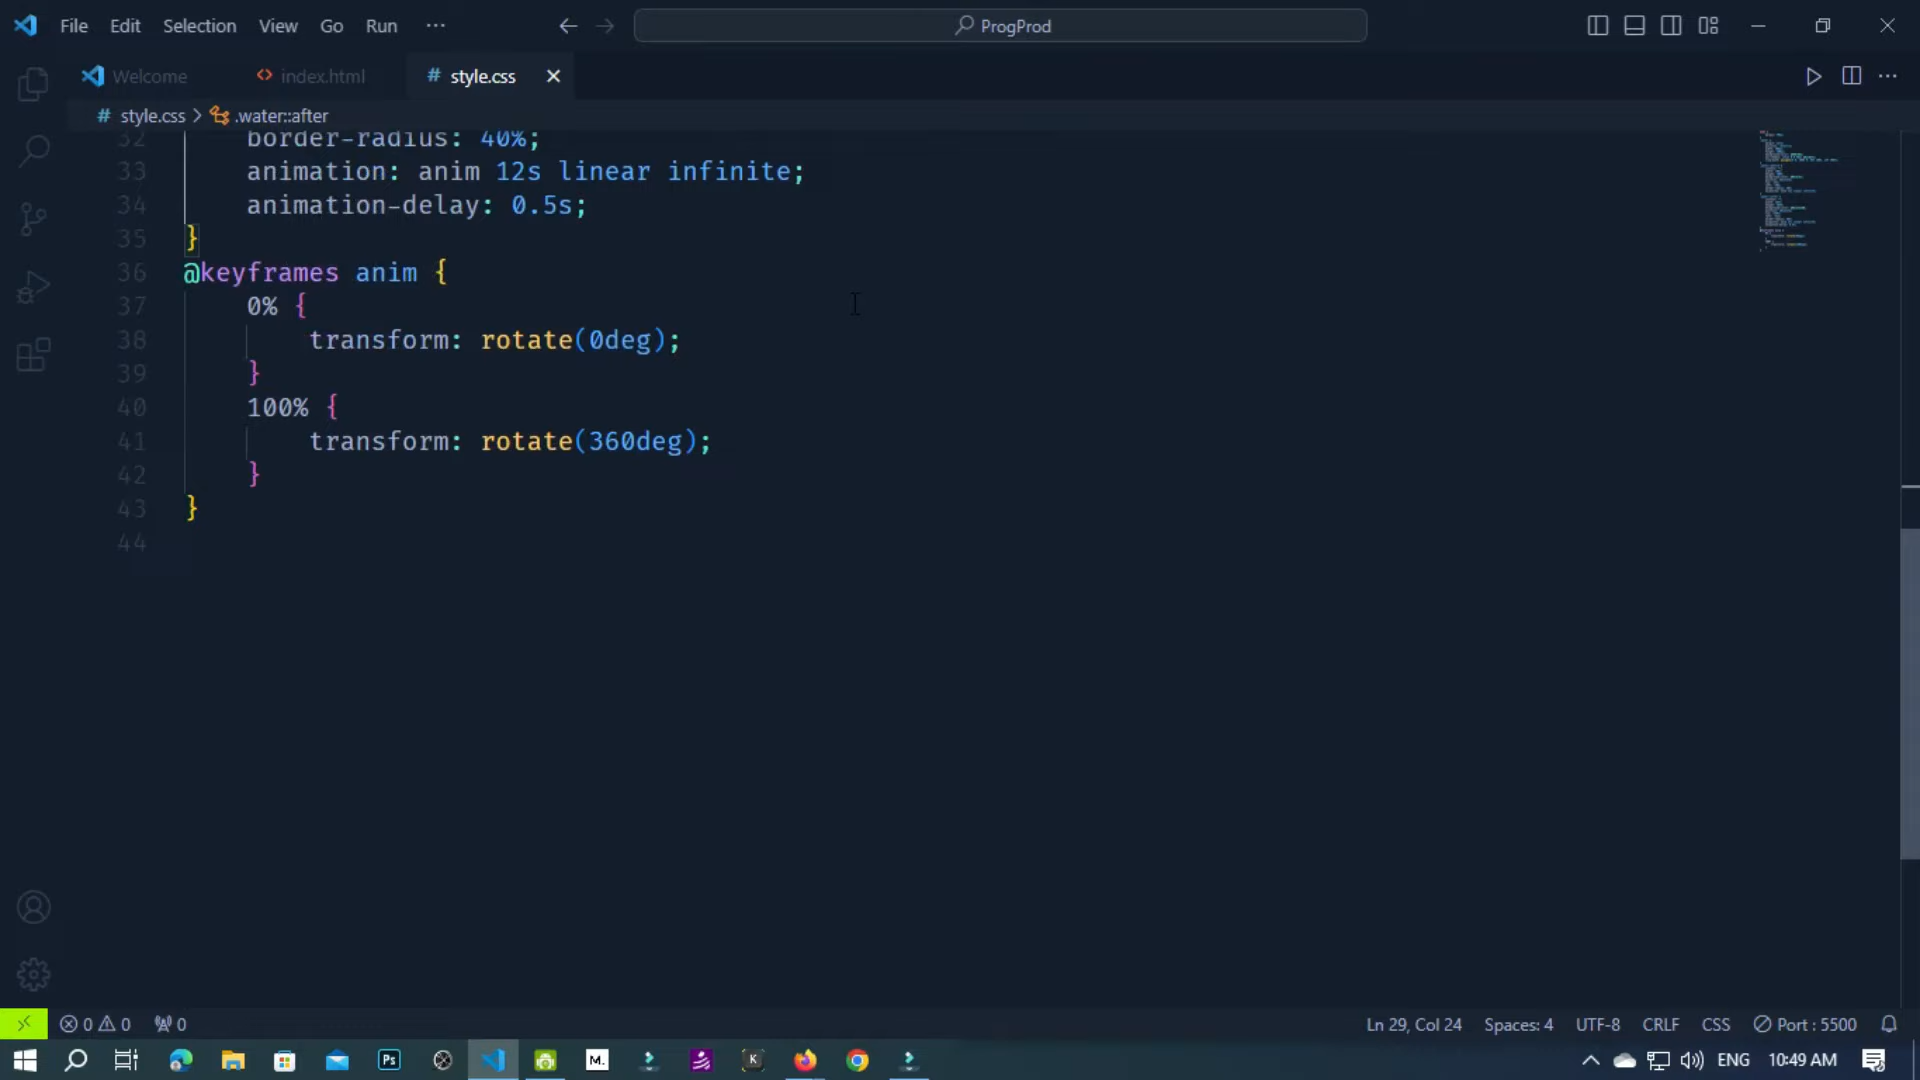 File Edit Selection View Go Run ··· ProgProd
Welcome index.html # style.css
# style.css > .water::after
32 border-radius: 40%;
33 animation: anim 12s linear infinite;
34 animation-delay: 0.5s;
35 }
36 @keyframes anim {
37 0% {
38 transform: rotate(0deg);
39 }
40 100% {
41 transform: rotate(360deg);
42 }
43 }
44
0 0 0 Ln 29, Col 24 Spaces: 4 UTF-8 CRLF CSS Port : 5500
Ps M. K ENG 10:49 AM